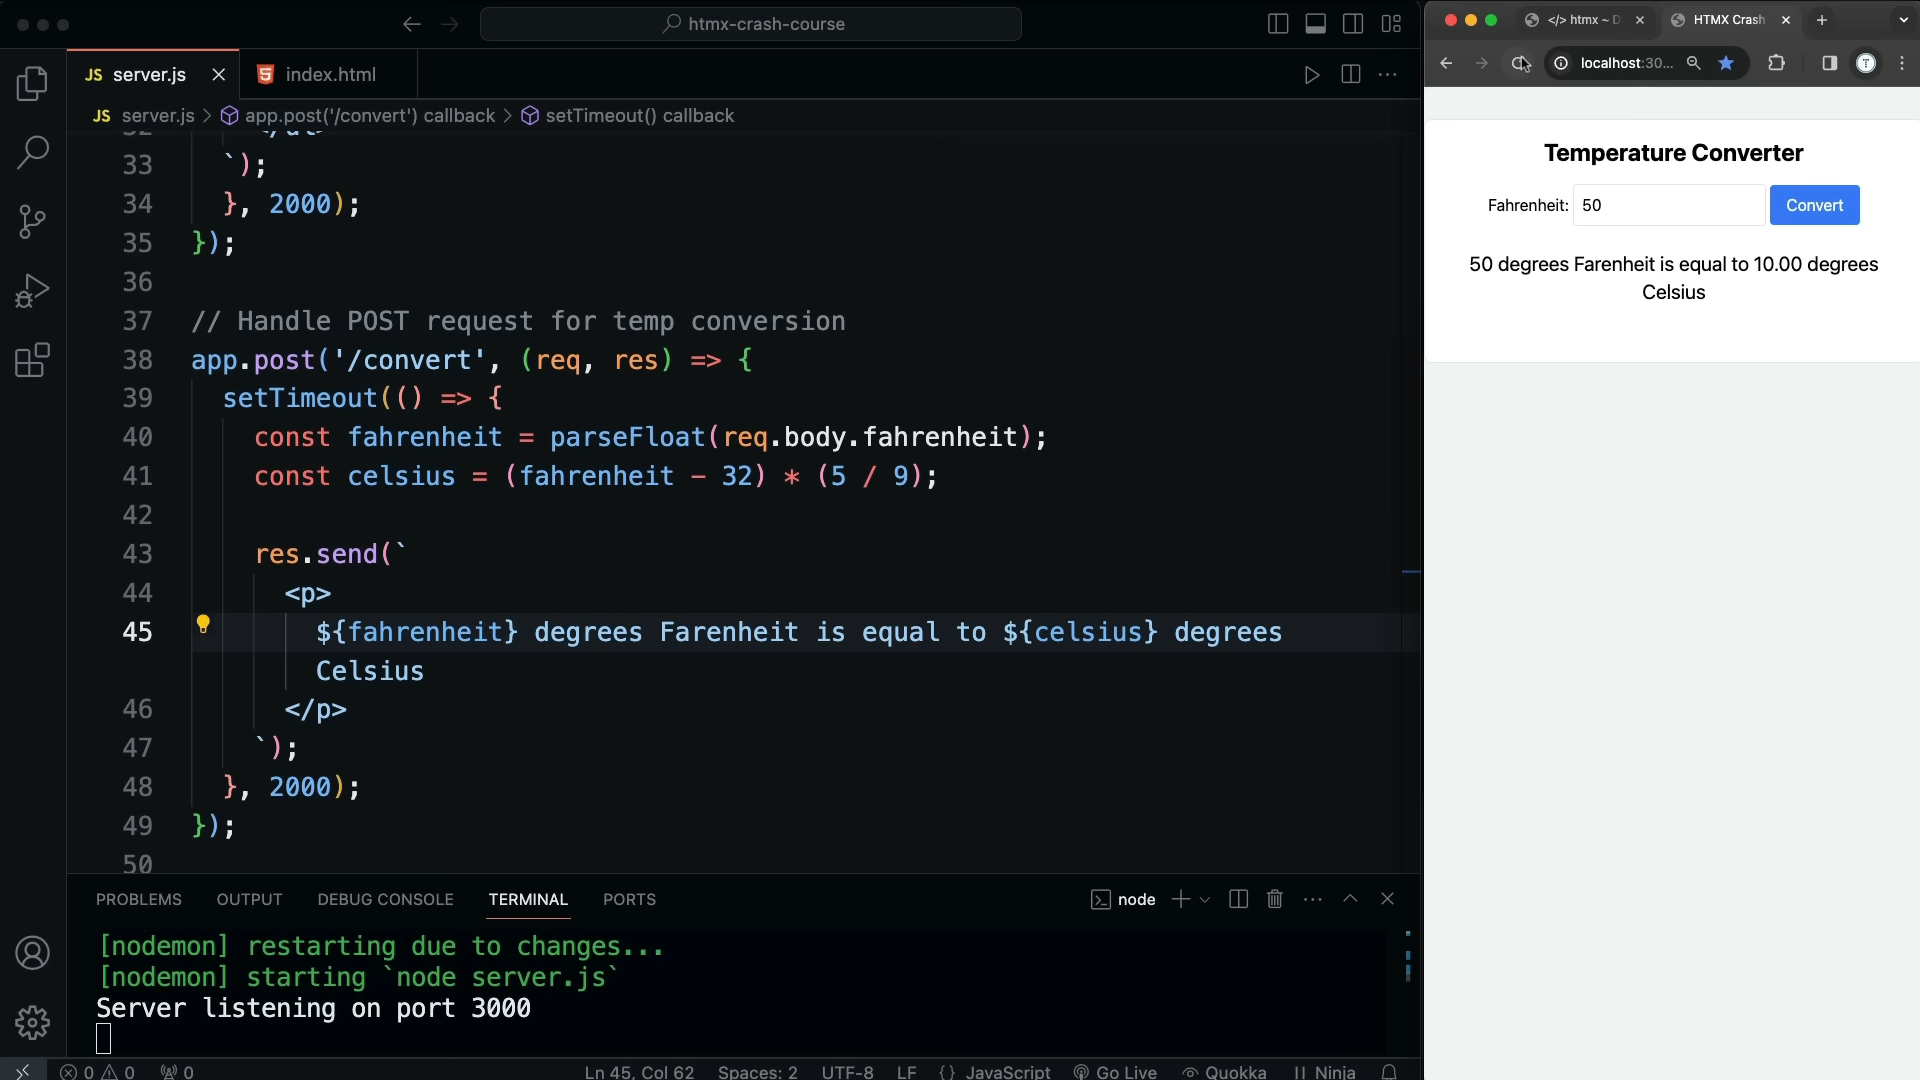 htmx-crash-course
JS server.js
index.html
JS server.js > app.post('/convert') callback > setTimeout() callback
33 `);
34 }, 2000);
35 });
36
37 // Handle POST request for temp conversion
38 app.post('/convert', (req, res) => {
39 setTimeout(() => {
40 const fahrenheit = parseFloat(req.body.fahrenheit);
41 const celsius = (fahrenheit - 32) * (5 / 9);
42
43 res.send(`
44 <p>
45 ${fahrenheit} degrees Farenheit is equal to ${celsius} degrees
Celsius
46 </p>
47 `);
48 }, 2000);
49 });
50
PROBLEMS OUTPUT DEBUG CONSOLE TERMINAL PORTS
node
[nodemon] restarting due to changes...
[nodemon] starting `node server.js`
Server listening on port 3000
0 0 0 Ln 45, Col 62 Spaces: 2 UTF-8 LF {} JavaScript Go Live Quokka Ninja
</> htmx ~ D
HTMX Crash
localhost:30...
T
Temperature Converter
Fahrenheit: 50 Convert
50 degrees Farenheit is equal to 10.00 degrees
Celsius